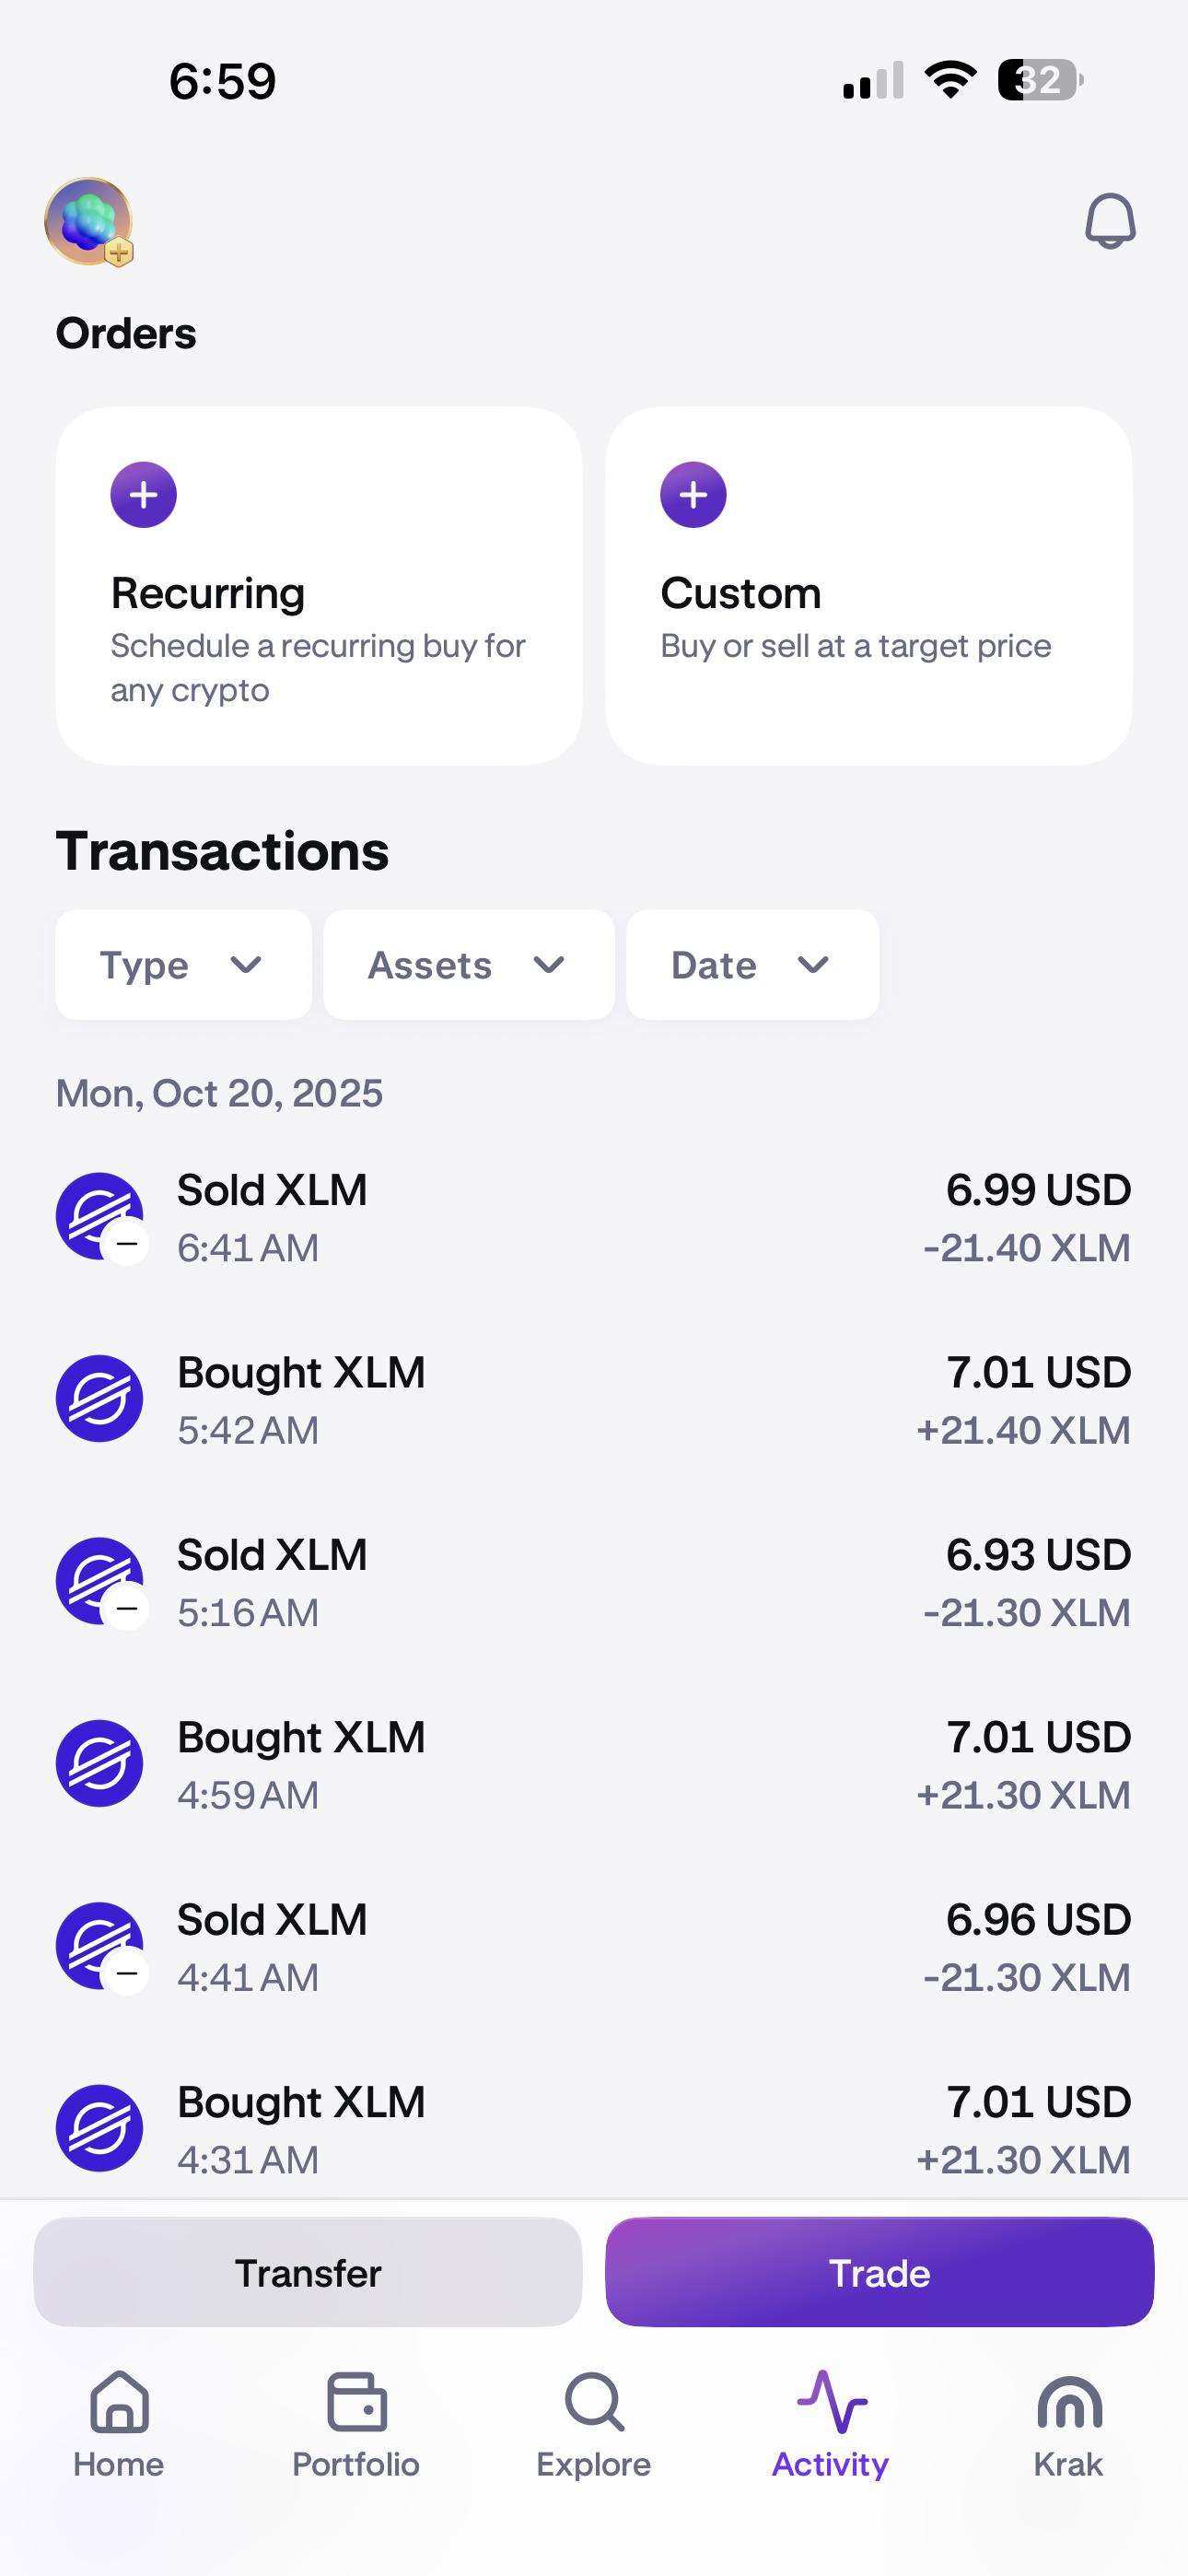 6:59
32
Orders
Recurring
Schedule a recurring buy for
any crypto
Custom
Buy or sell at a target price
Transactions
Type
Assets
Date
Mon, Oct 20, 2025
Sold XLM
6.99 USD
6:41 AM
-21.40 XLM
Bought XLM
7.01 USD
5:42 AM
+21.40 XLM
Sold XLM
6.93 USD
5:16 AM
-21.30 XLM
Bought XLM
7.01 USD
4:59 AM
+21.30 XLM
Sold XLM
6.96 USD
4:41 AM
-21.30 XLM
Bought XLM
7.01 USD
4:31 AM
+21.30 XLM
Transfer
Trade
Home
Portfolio
Explore
Activity
Krak